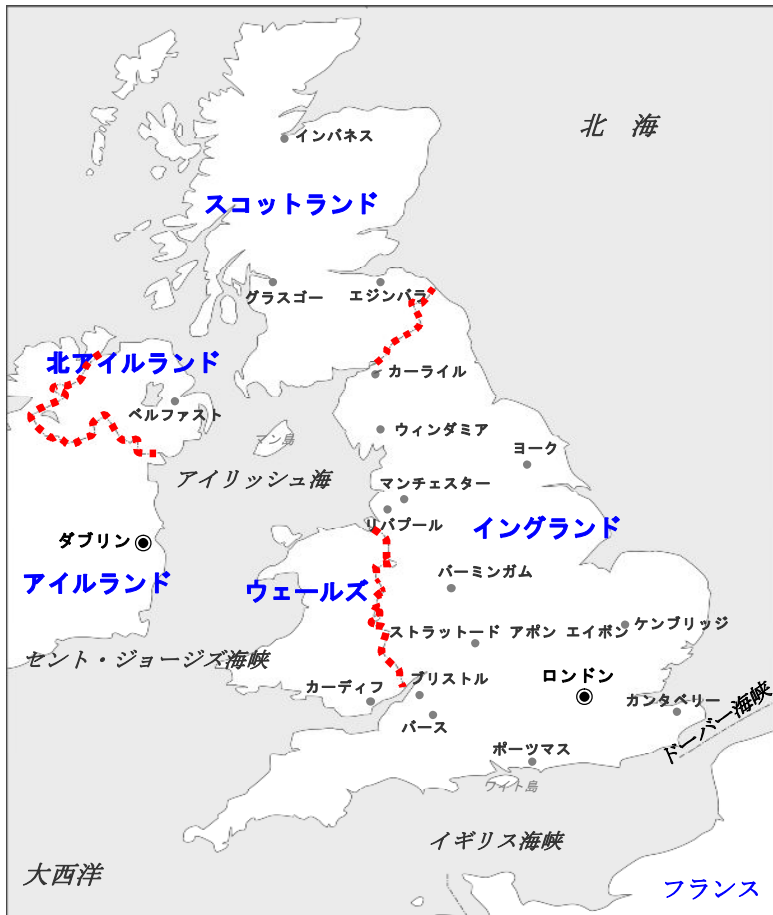 北 海
インバネス
スコットランド
グラスゴー
エジンバラ
北アイルランド
カーライル
ベルファスト
マン島
ウィンダミア
ヨーク
アイリッシュ海
マンチェスター
リバプール
イングランド
ダブリン
アイルランド
ウェールズ
バーミンガム
ストラットード アポン エイボン
ケンブリッジ
セント・ジョージズ海峡
カーディフ
ブリストル
ロンドン
カンタベリー
バース
ドーバー海峡
ポーツマス
ワイト島
イギリス海峡
大西洋
フランス